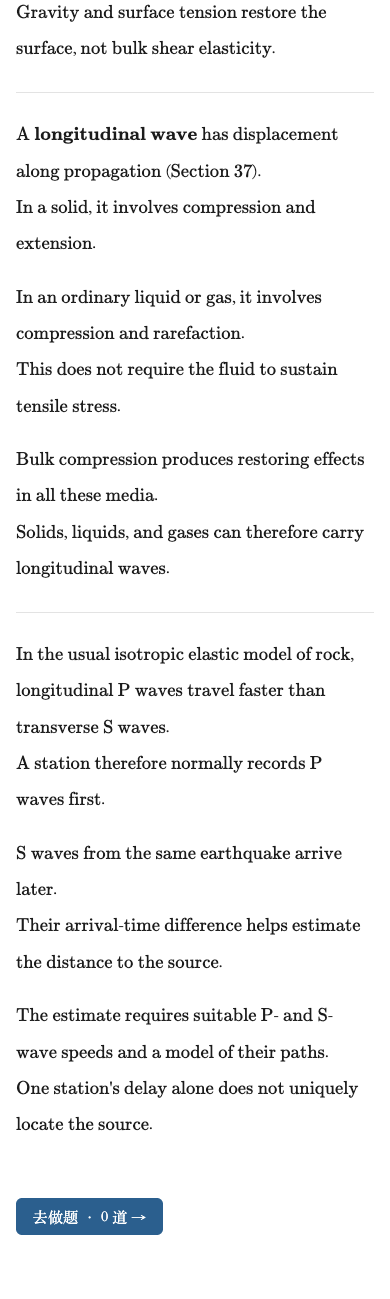 Gravity and surface tension restore the
surface, not bulk shear elasticity.
A longitudinal wave has displacement
along propagation (Section 37).
In a solid, it involves compression and
extension.
In an ordinary liquid or gas, it involves
compression and rarefaction.
This does not require the fluid to sustain
tensile stress.
Bulk compression produces restoring effects
in all these media.
Solids, liquids, and gases can therefore carry
longitudinal waves.
In the usual isotropic elastic model of rock,
longitudinal P waves travel faster than
transverse S waves.
A station therefore normally records P
waves first.
S waves from the same earthquake arrive
later.
Their arrival-time difference helps estimate
the distance to the source.
The estimate requires suitable P- and S-
wave speeds and a model of their paths.
One station's delay alone does not uniquely
locate the source.
去做题 · 0 道 →